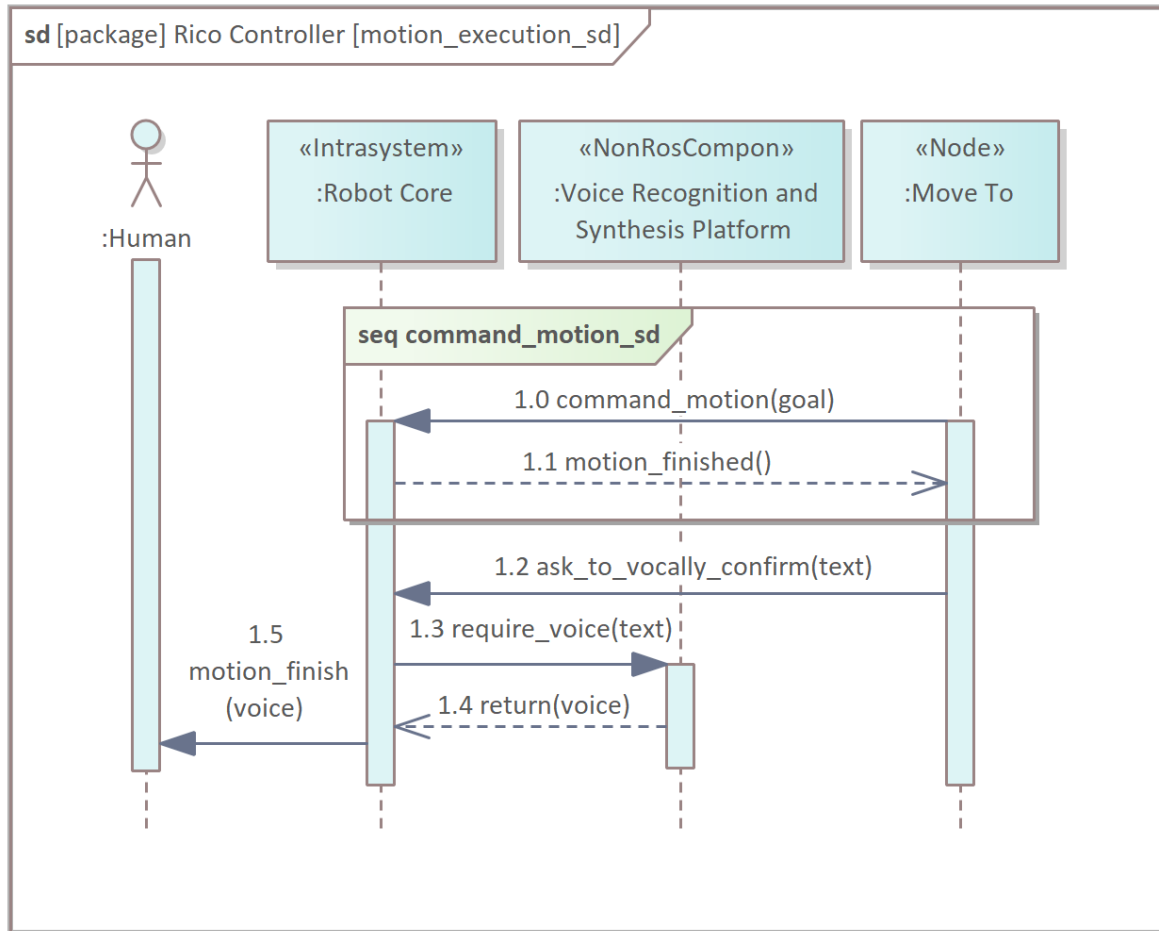 sd [package] Rico Controller [motion_execution_sd]
:Human
«Intrasystem»
:Robot Core
«NonRosCompon»
:Voice Recognition and
Synthesis Platform
«Node»
:Move To
seq command_motion_sd
1.0 command_motion(goal)
1.1 motion_finished()
1.2 ask_to_vocally_confirm(text)
1.3 require_voice(text)
1.4 return(voice)
1.5
motion_finish
(voice)